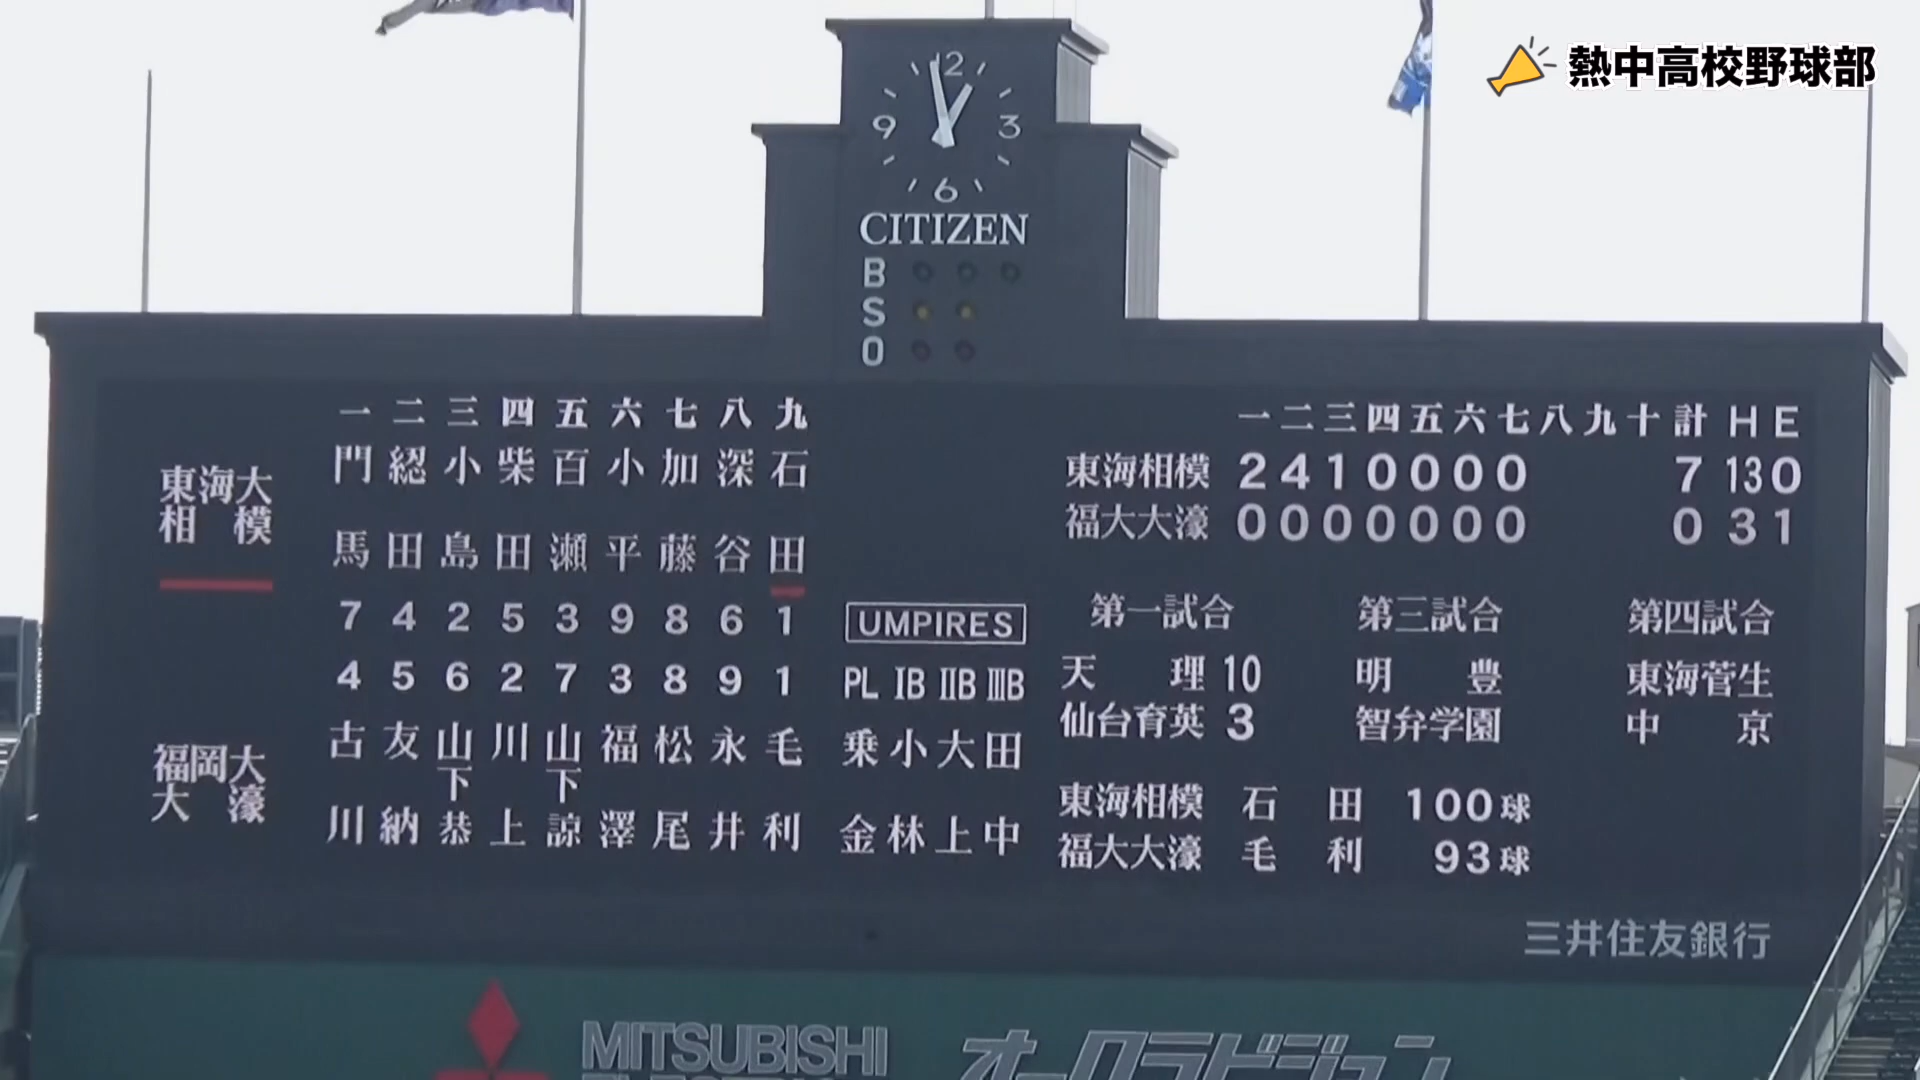 熱中高校野球部
12
9 3
6
CITIZEN
B
S
O
一 二 三 四 五 六 七 八 九
東海大相模
門馬 綛田 小島 柴田 百瀬 小平 加藤 深谷 石田
7 4 2 5 3 9 8 6 1
4 5 6 2 7 3 8 9 1
福岡大大濠
古川 友納 山下恭 川上 山下諒 福澤 松尾 永井 毛利
UMPIRES
PL IB IIB IIIB
乗金 小林 大上 田中
一 二 三 四 五 六 七 八 九 十 計 H E
東海相模 2 4 1 0 0 0 0 7 13 0
福大大濠 0 0 0 0 0 0 0 0 3 1
第一試合 第三試合 第四試合
天理 10 明豊 東海菅生
仙台育英 3 智弁学園 中京
東海相模 石田 100球
福大大濠 毛利 93球
三井住友銀行
MITSUBISHI
オーロラビジョン